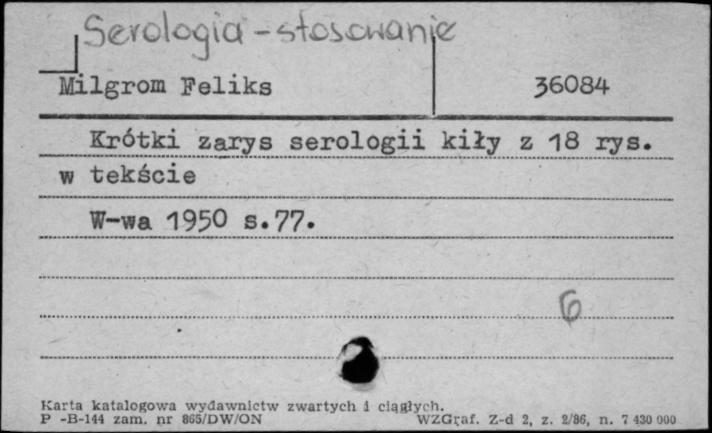 Serologia - stosowanie
Milgrom Feliks 36084
Krótki zarys serologii kiły z 18 rys.
w tekście
W-wa 1950 s.77.
6
Karta katalogowa wydawnictw zwartych i ciągłych.
P -B-144 zam. nr 865/DW/ON WZGraf. Z-d 2, z. 2/86, n. 7 430 000